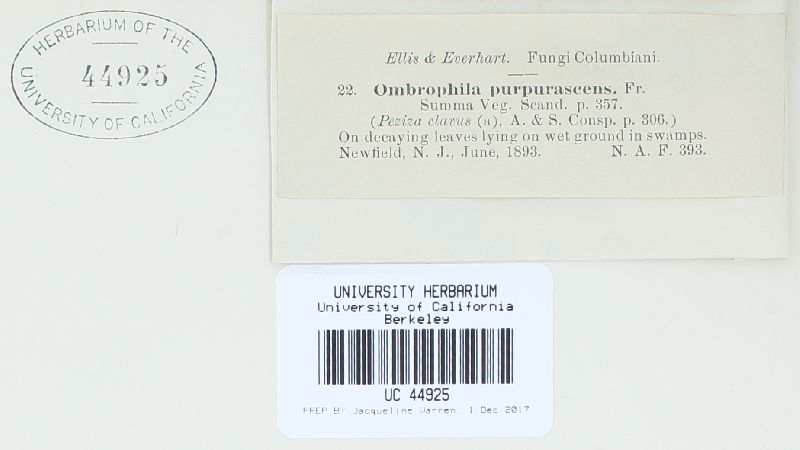 HERBARIUM OF THE
44925
UNIVERSITY OF CALIFORNIA
Ellis & Everhart. Fungi Columbiani.
22. Ombrophila purpurascens. Fr.
Summa Veg. Scand. p. 357.
(Peziza clavus (a), A. & S. Consp. p. 306.)
On decaying leaves lying on wet ground in swamps.
Newfield, N. J., June, 1893. N. A. F. 393.
UNIVERSITY HERBARIUM
University of California
Berkeley
UC 44925
PREP BY Jacqueline Warren, 1 Dec 2017